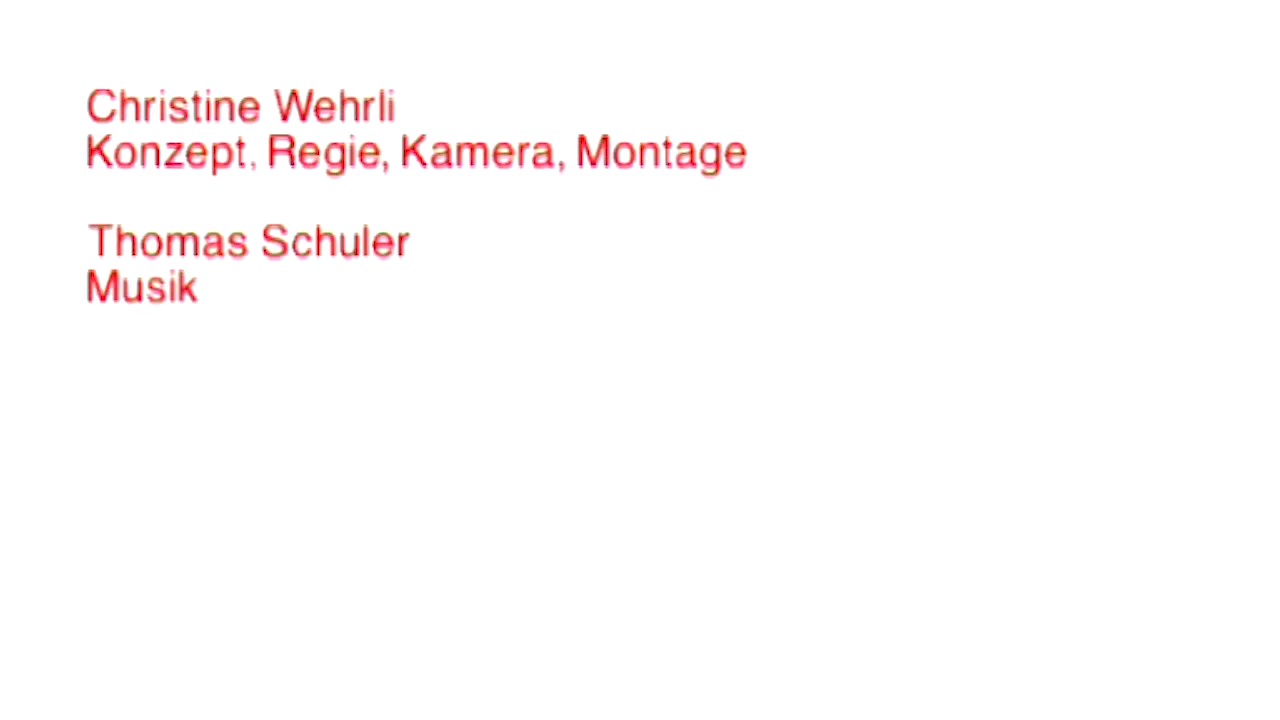 Christine Wehrli
Konzept, Regie, Kamera, Montage
Thomas Schuler
Musik